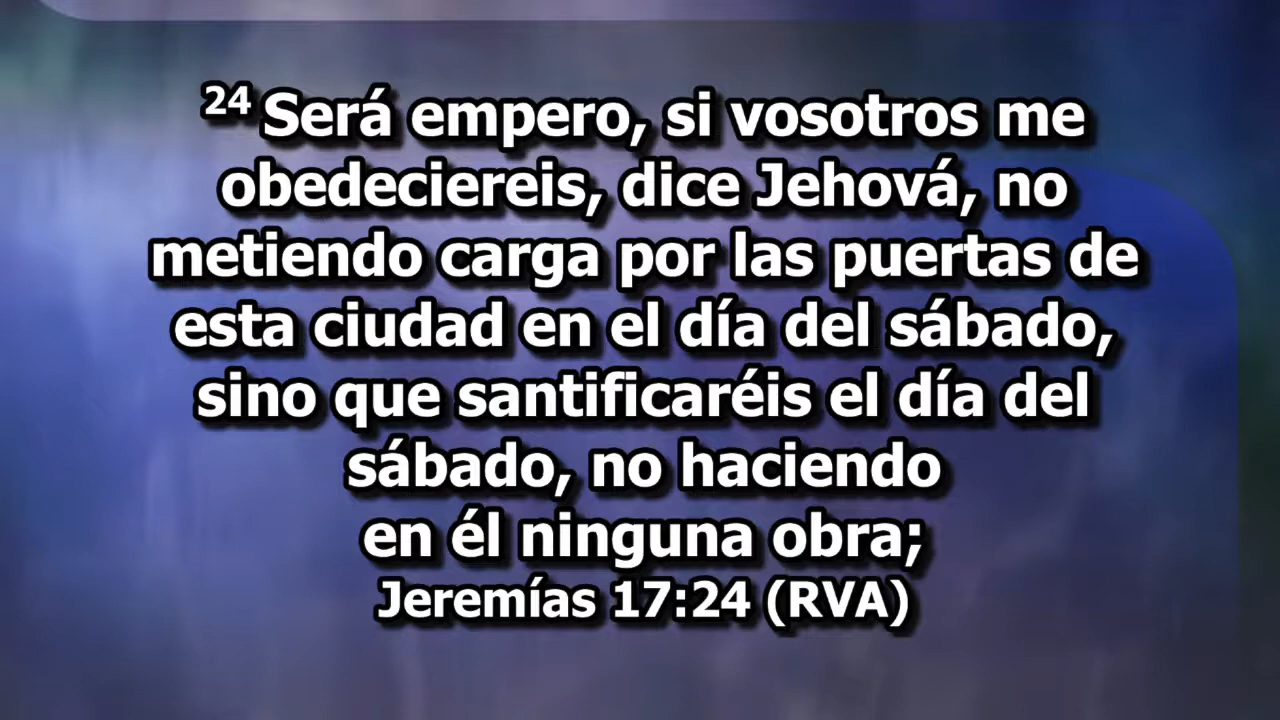 24 Será empero, si vosotros me
obedeciereis, dice Jehová, no
metiendo carga por las puertas de
esta ciudad en el día del sábado,
sino que santificaréis el día del
sábado, no haciendo
en él ninguna obra;
Jeremías 17:24 (RVA)